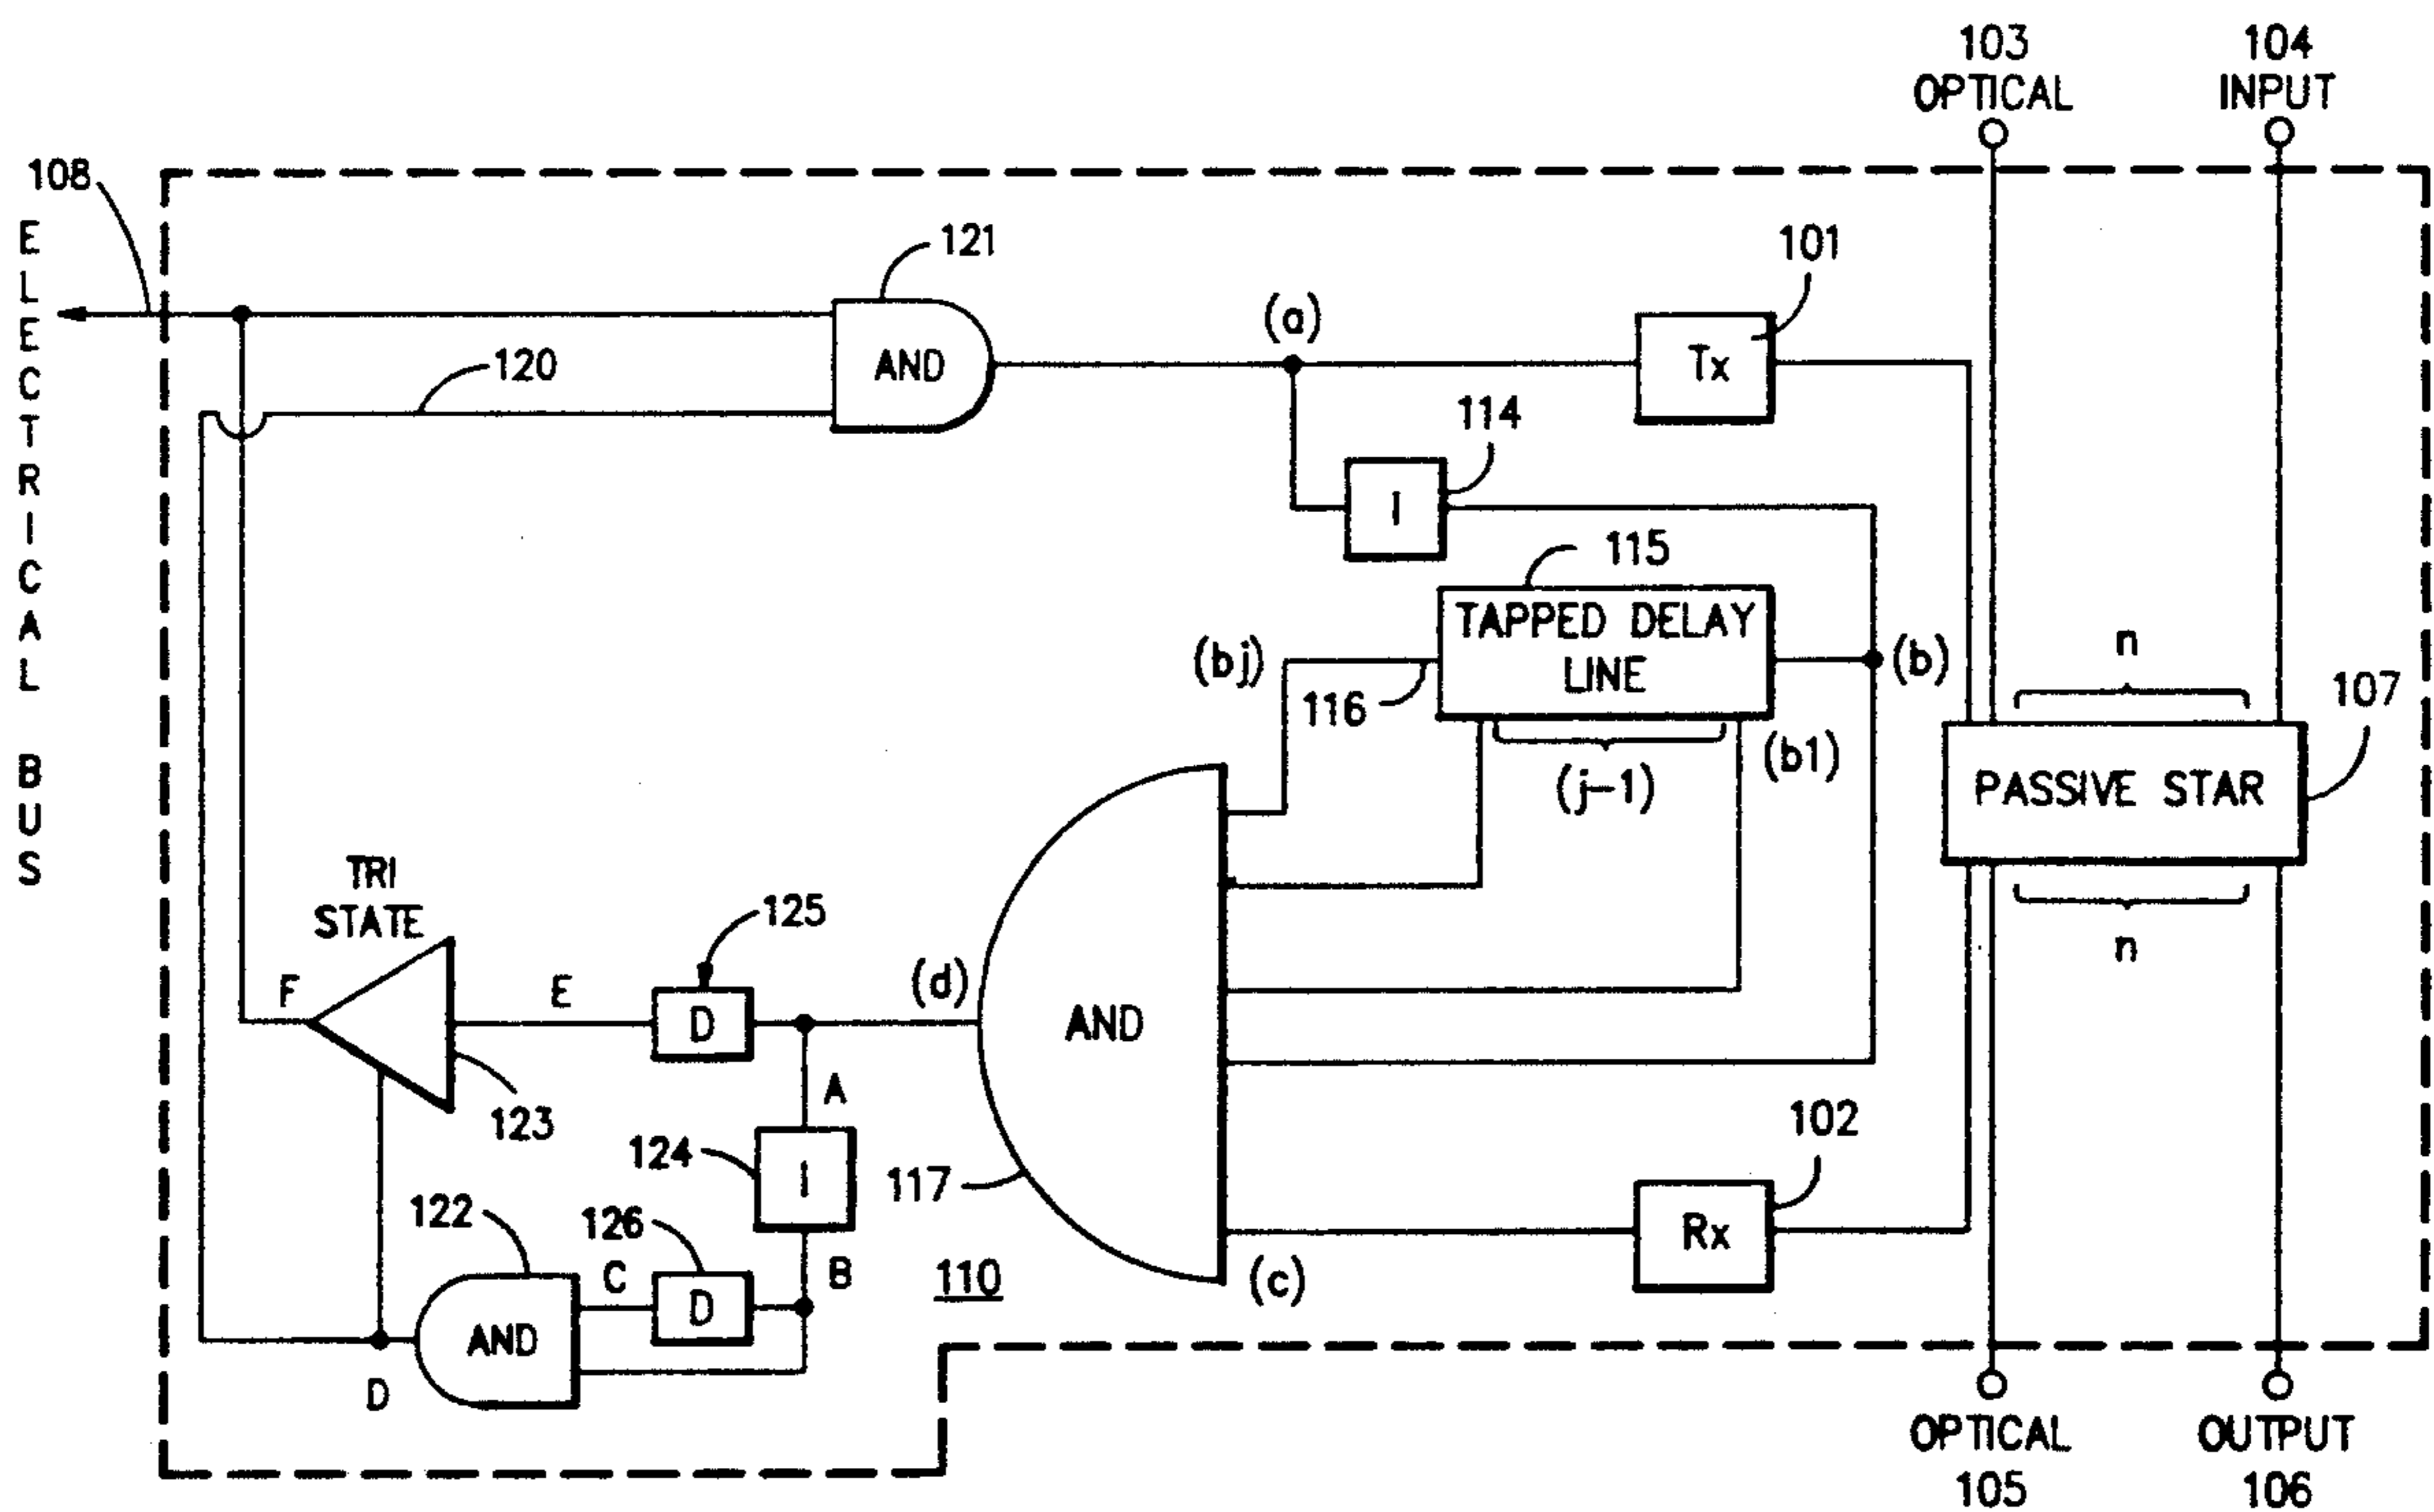 103
OPTICAL
104
INPUT
108
ELECTRICAL BUS
121
AND
120
(a)
101
Tx
114
I
115
TAPPED DELAY
LINE
(bj)
116
(j-1)
(b1)
(b)
n
107
PASSIVE STAR
n
TRI
STATE
125
(d)
AND
F
E
D
123
A
124
I
117
102
Rx
122
126
C
D
B
110
(c)
AND
D
OPTICAL
105
OUTPUT
106